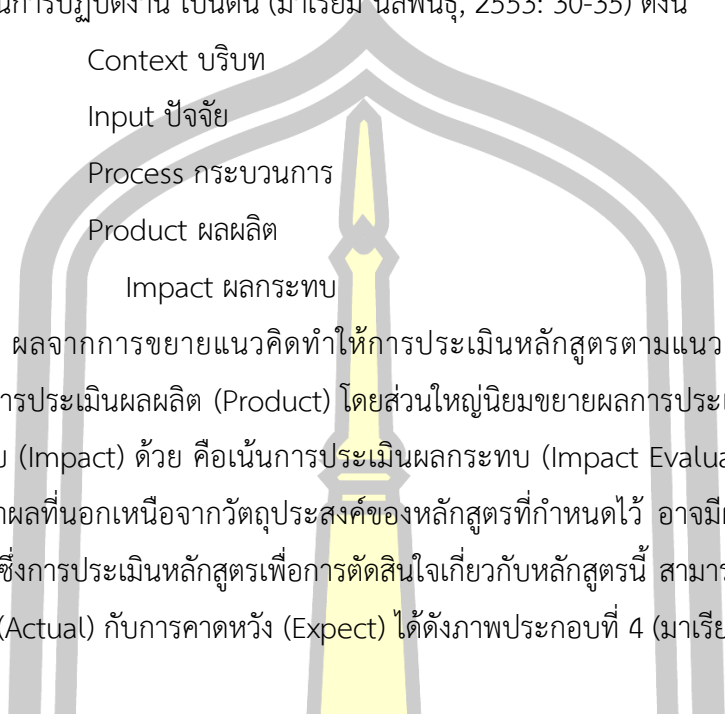 นการปฏิบัติงาน เป็นต้น (มาเรียม นิลพันธุ์, 2553: 30-35) ดังนี้
Context บริบท
Input ปัจจัย
Process กระบวนการ
Product ผลผลิต
Impact ผลกระทบ
ผลจากการขยายแนวคิดทำให้การประเมินหลักสูตรตามแนว
การประเมินผลผลิต (Product) โดยส่วนใหญ่นิยมขยายผลการประเ
(Impact) ด้วย คือเน้นการประเมินผลกระทบ (Impact Evalua
ผลที่นอกเหนือจากวัตถุประสงค์ของหลักสูตรที่กำหนดไว้ อาจมี
ซึ่งการประเมินหลักสูตรเพื่อการตัดสินใจเกี่ยวกับหลักสูตรนี้ สามาร
(Actual) กับการคาดหวัง (Expect) ได้ดังภาพประกอบที่ 4 (มาเรีย